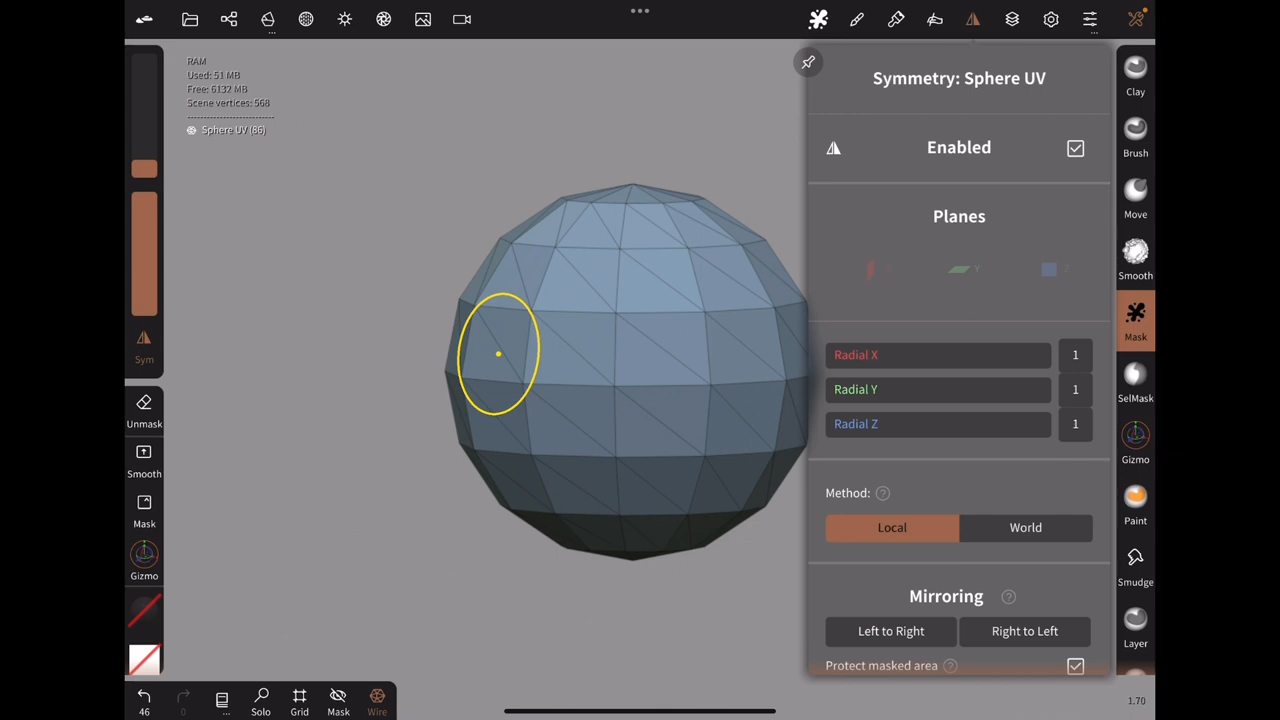 RAM
Used: 51 MB
Free: 6132 MB
Scene vertices: 568
Sphere UV (86)
Sym
Unmask
Smooth
Mask
Gizmo
46
0
...
Solo
Grid
Mask
Wire
Symmetry: Sphere UV
Enabled
Planes
Y
Z
Radial X 1
Radial Y 1
Radial Z 1
Method: ?
Local World
Mirroring ?
Left to Right Right to Left
Protect masked area ?
Clay
Brush
Move
Smooth
Mask
SelMask
Gizmo
Paint
Smudge
Layer
1.70